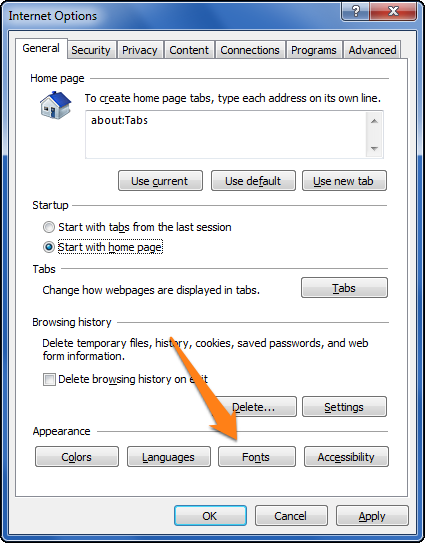 Internet Options
General Security Privacy Content Connections Programs Advanced
Home page
To create home page tabs, type each address on its own line.
about:Tabs
Use current Use default Use new tab
Startup
Start with tabs from the last session
Start with home page
Tabs
Change how webpages are displayed in tabs. Tabs
Browsing history
Delete temporary files, history, cookies, saved passwords, and web
form information.
Delete browsing history on exit
Delete... Settings
Appearance
Colors Languages Fonts Accessibility
OK Cancel Apply